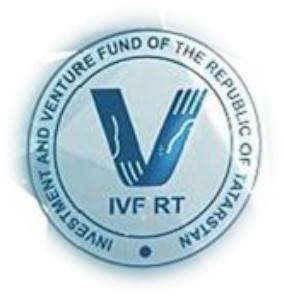 INVESTMENT AND VENTURE FUND OF THE REPUBLIC OF TATARSTAN
IVF RT